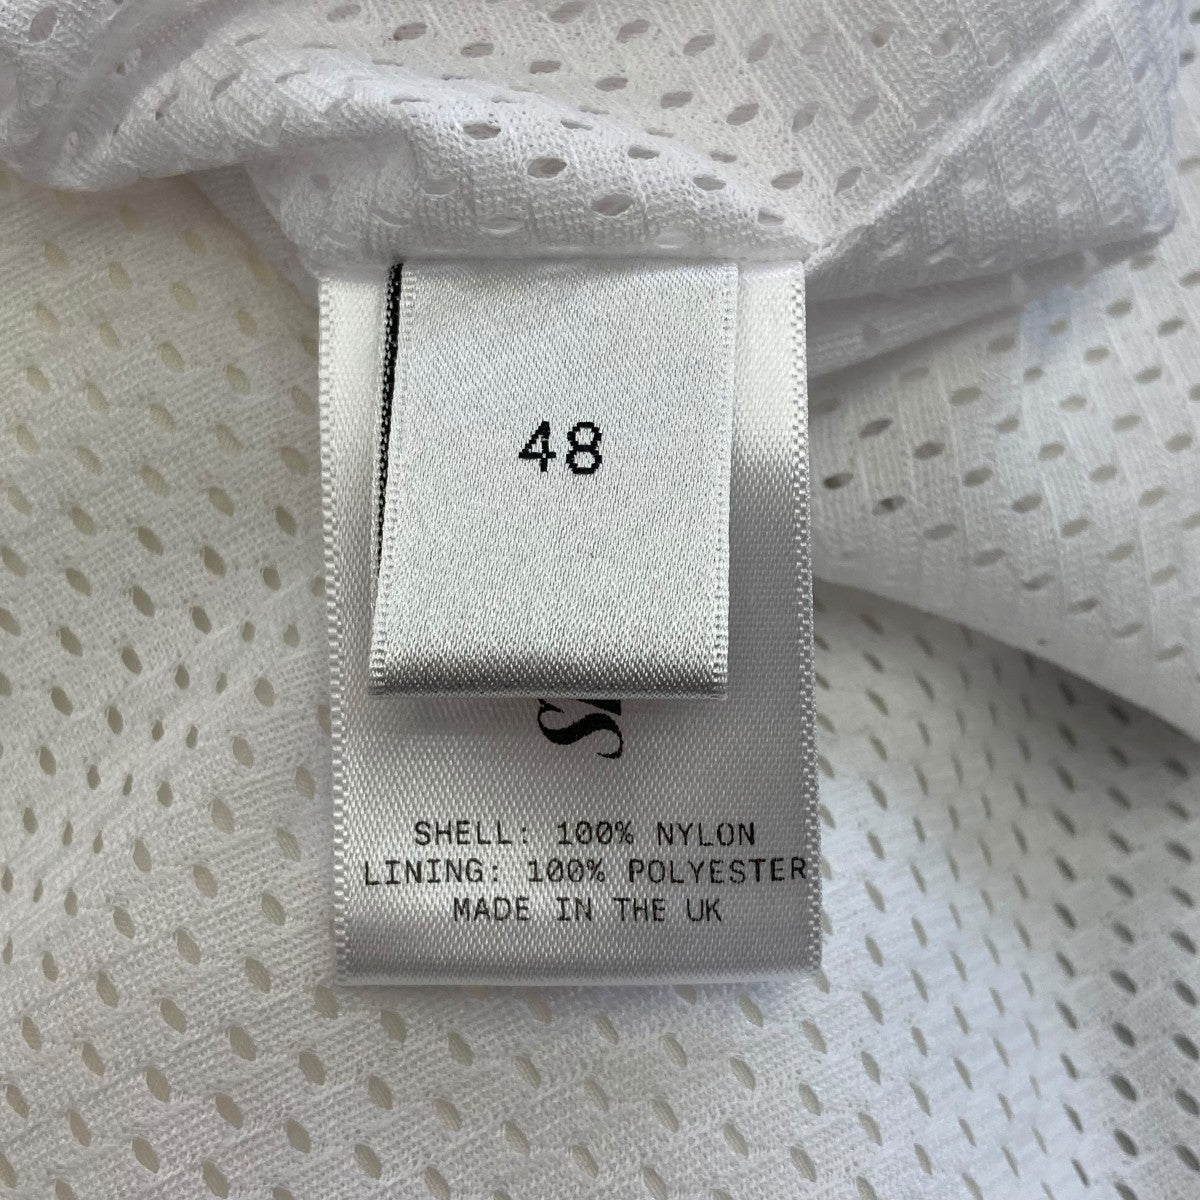 48
SHELL: 100% NYLON
LINING: 100% POLYESTER
MADE IN THE UK